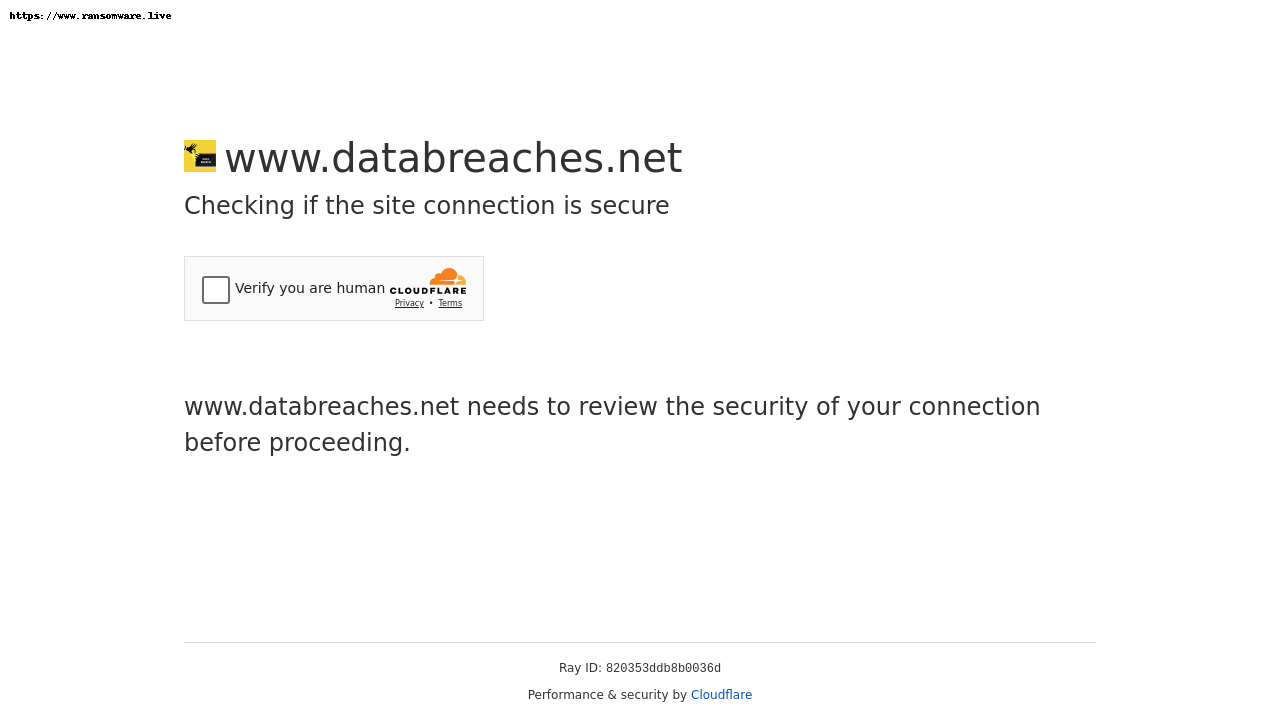 https://www.ransomware.live
www.databreaches.net
Checking if the site connection is secure
Verify you are human
CLOUDFLARE
Privacy • Terms
www.databreaches.net needs to review the security of your connection
before proceeding.
Ray ID: 820353ddb8b0036d
Performance & security by Cloudflare